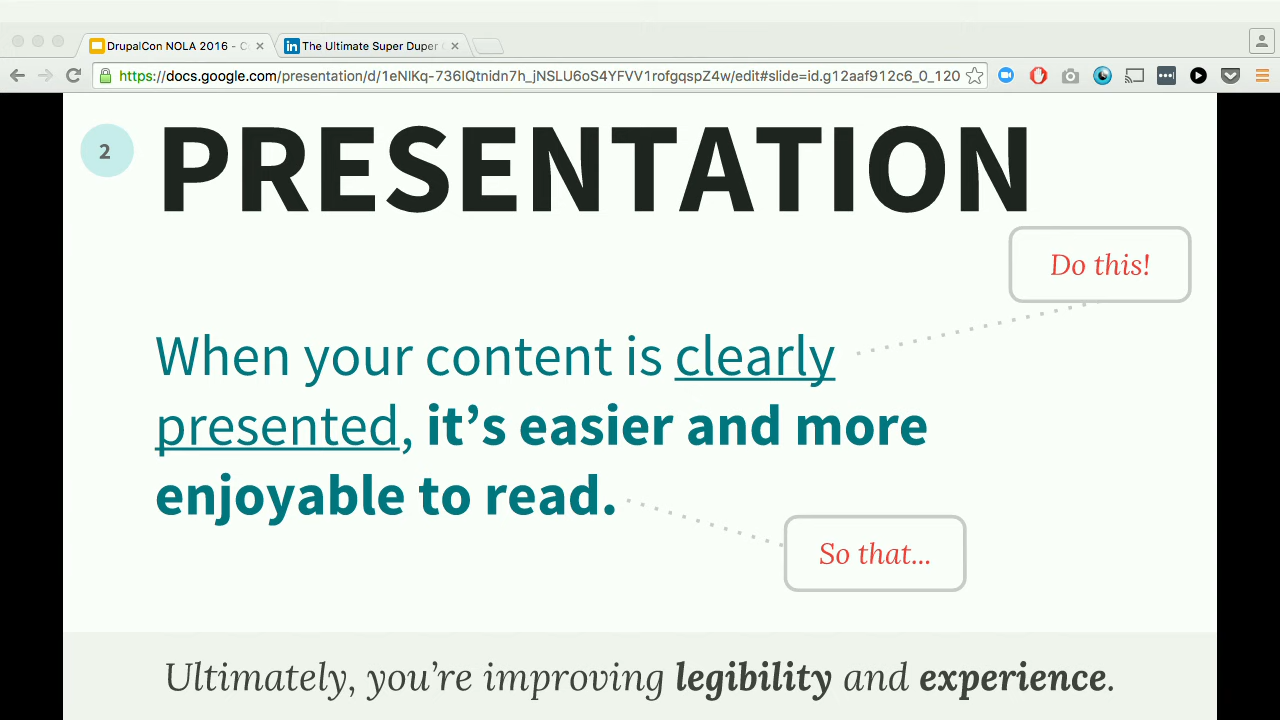 DrupalCon NOLA 2016 - C
The Ultimate Super Duper
https://docs.google.com/presentation/d/1eNlKq-736IQtnidn7h_jNSLU6oS4YFVV1rofgqspZ4w/edit#slide=id.g12aaf912c6_0_120
2
PRESENTATION
Do this!
When your content is clearly
presented, it’s easier and more
enjoyable to read.
So that...
Ultimately, you’re improving legibility and experience.